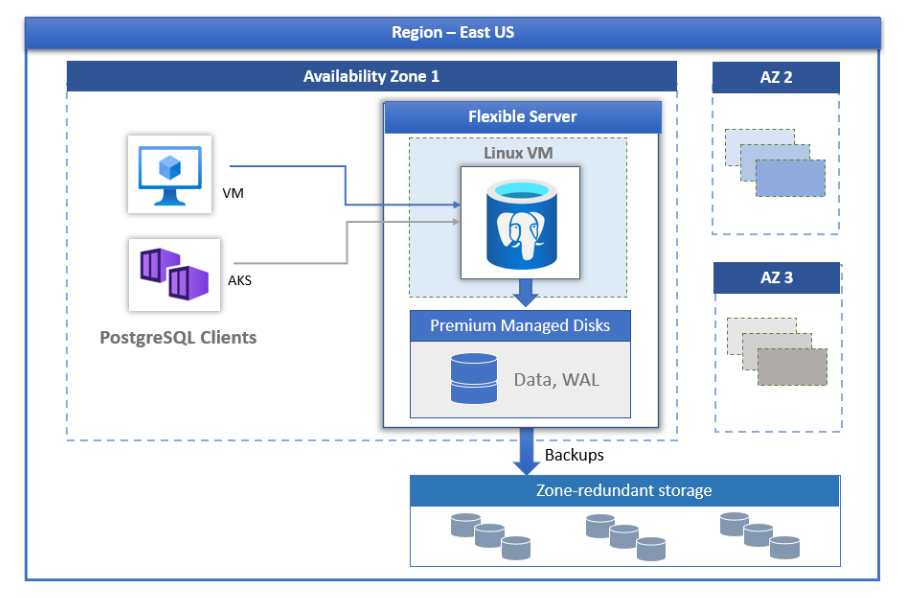 Region – East US
Availability Zone 1
AZ 2
Flexible Server
Linux VM
VM
AKS
PostgreSQL Clients
AZ 3
Premium Managed Disks
Data, WAL
Backups
Zone-redundant storage